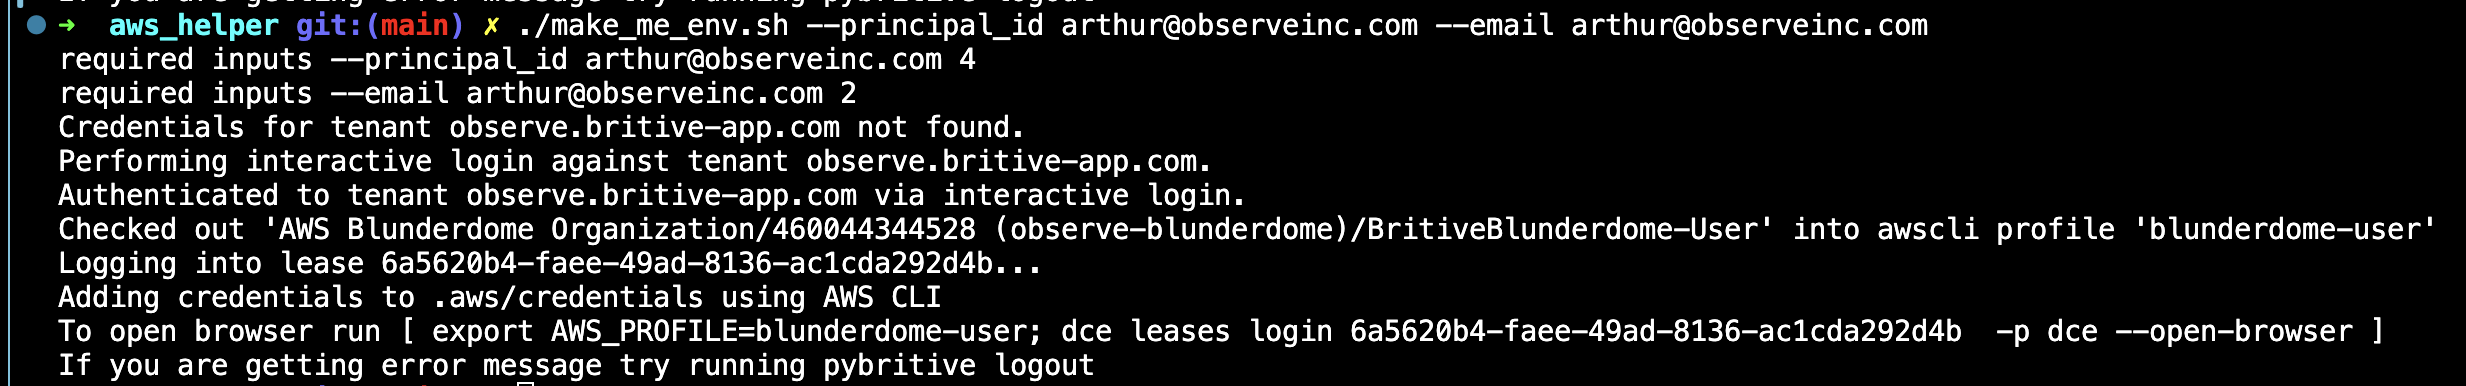 ➜ aws_helper git:(main) ✗ ./make_me_env.sh --principal_id arthur@observeinc.com --email arthur@observeinc.com
required inputs --principal_id arthur@observeinc.com 4
required inputs --email arthur@observeinc.com 2
Credentials for tenant observe.britive-app.com not found.
Performing interactive login against tenant observe.britive-app.com.
Authenticated to tenant observe.britive-app.com via interactive login.
Checked out 'AWS Blunderdome Organization/460044344528 (observe-blunderdome)/BritiveBlunderdome-User' into awscli profile 'blunderdome-user'
Logging into lease 6a5620b4-faee-49ad-8136-ac1cda292d4b...
Adding credentials to .aws/credentials using AWS CLI
To open browser run [ export AWS_PROFILE=blunderdome-user; dce leases login 6a5620b4-faee-49ad-8136-ac1cda292d4b  -p dce --open-browser ]
If you are getting error message try running pybritive logout